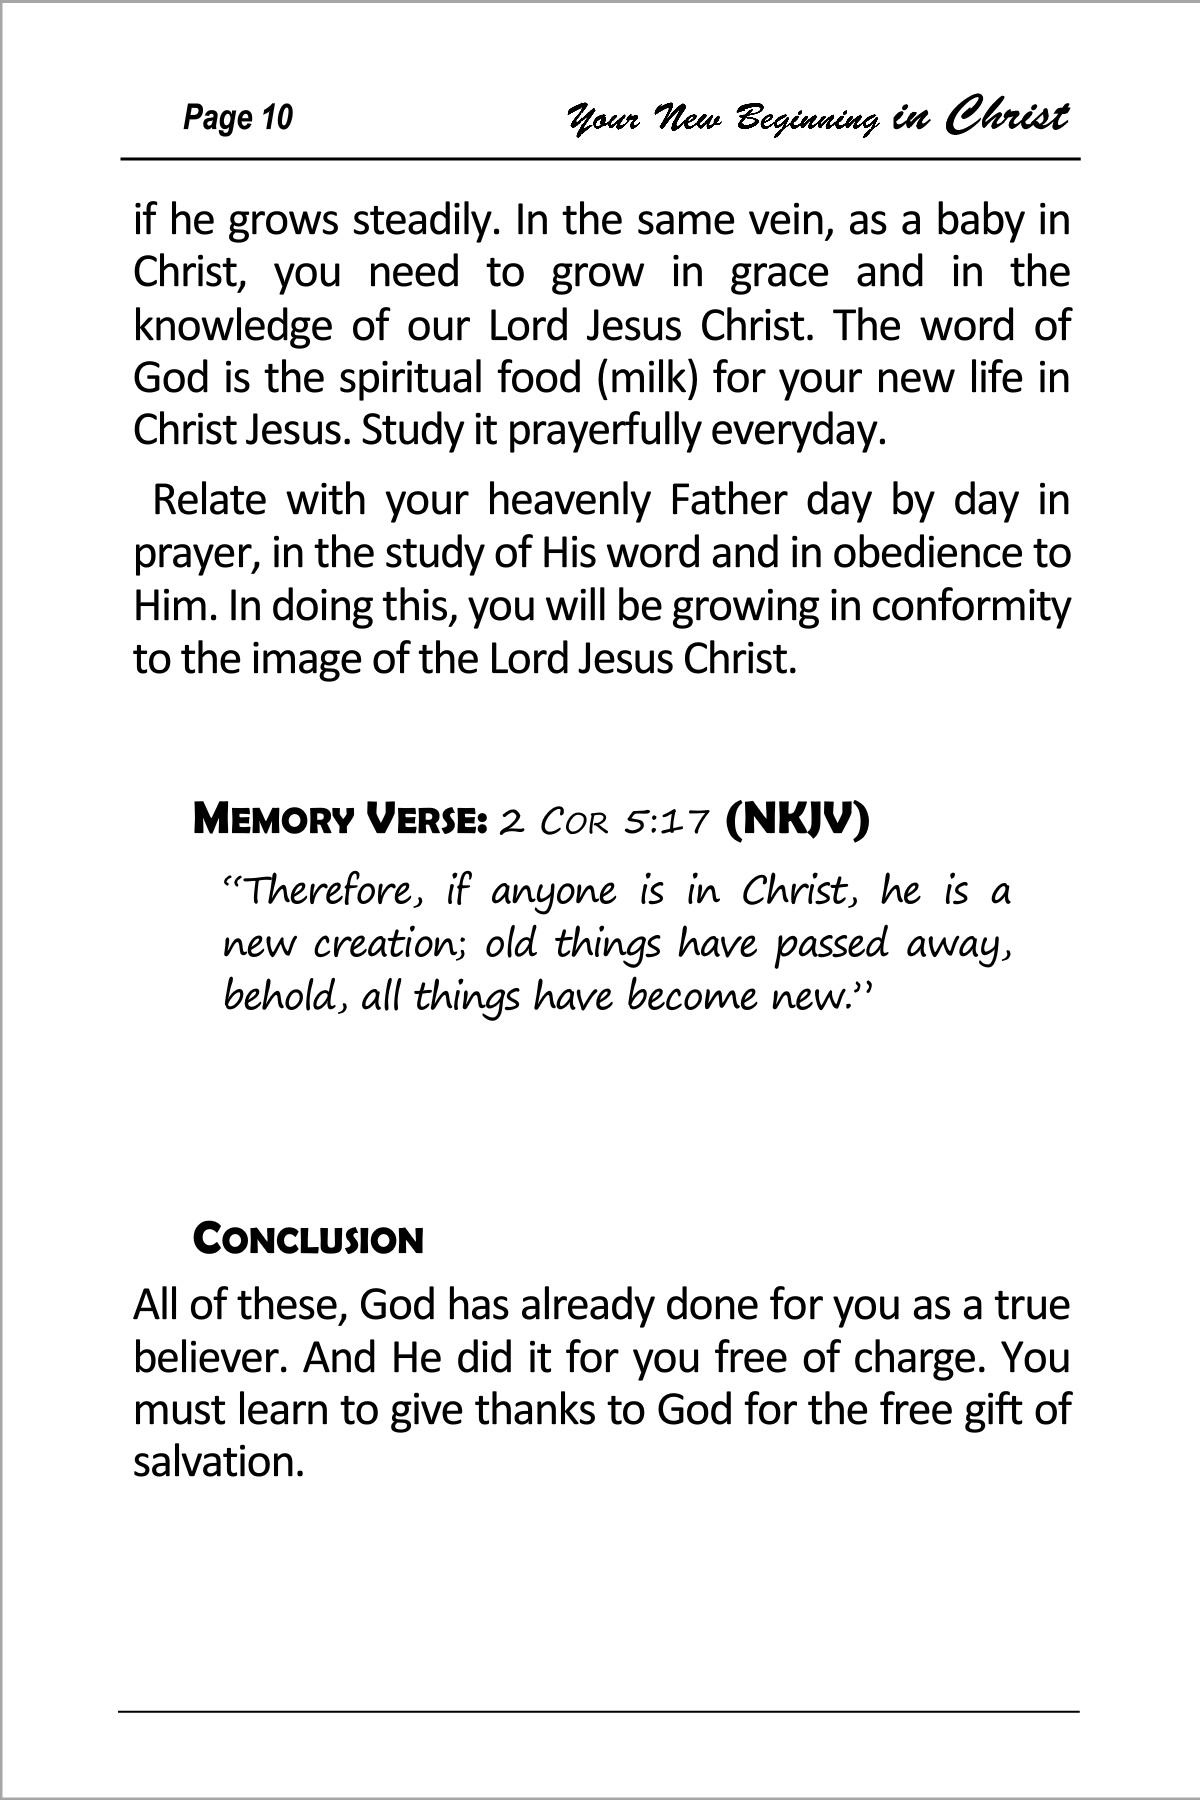 Page 10 Your New Beginning in Christ
if he grows steadily. In the same vein, as a baby in
Christ, you need to grow in grace and in the
knowledge of our Lord Jesus Christ. The word of
God is the spiritual food (milk) for your new life in
Christ Jesus. Study it prayerfully everyday.
Relate with your heavenly Father day by day in
prayer, in the study of His word and in obedience to
Him. In doing this, you will be growing in conformity
to the image of the Lord Jesus Christ.
MEMORY VERSE: 2 COR 5:17 (NKJV)
“Therefore, if anyone is in Christ, he is a
new creation; old things have passed away,
behold, all things have become new.”
CONCLUSION
All of these, God has already done for you as a true
believer. And He did it for you free of charge. You
must learn to give thanks to God for the free gift of
salvation.